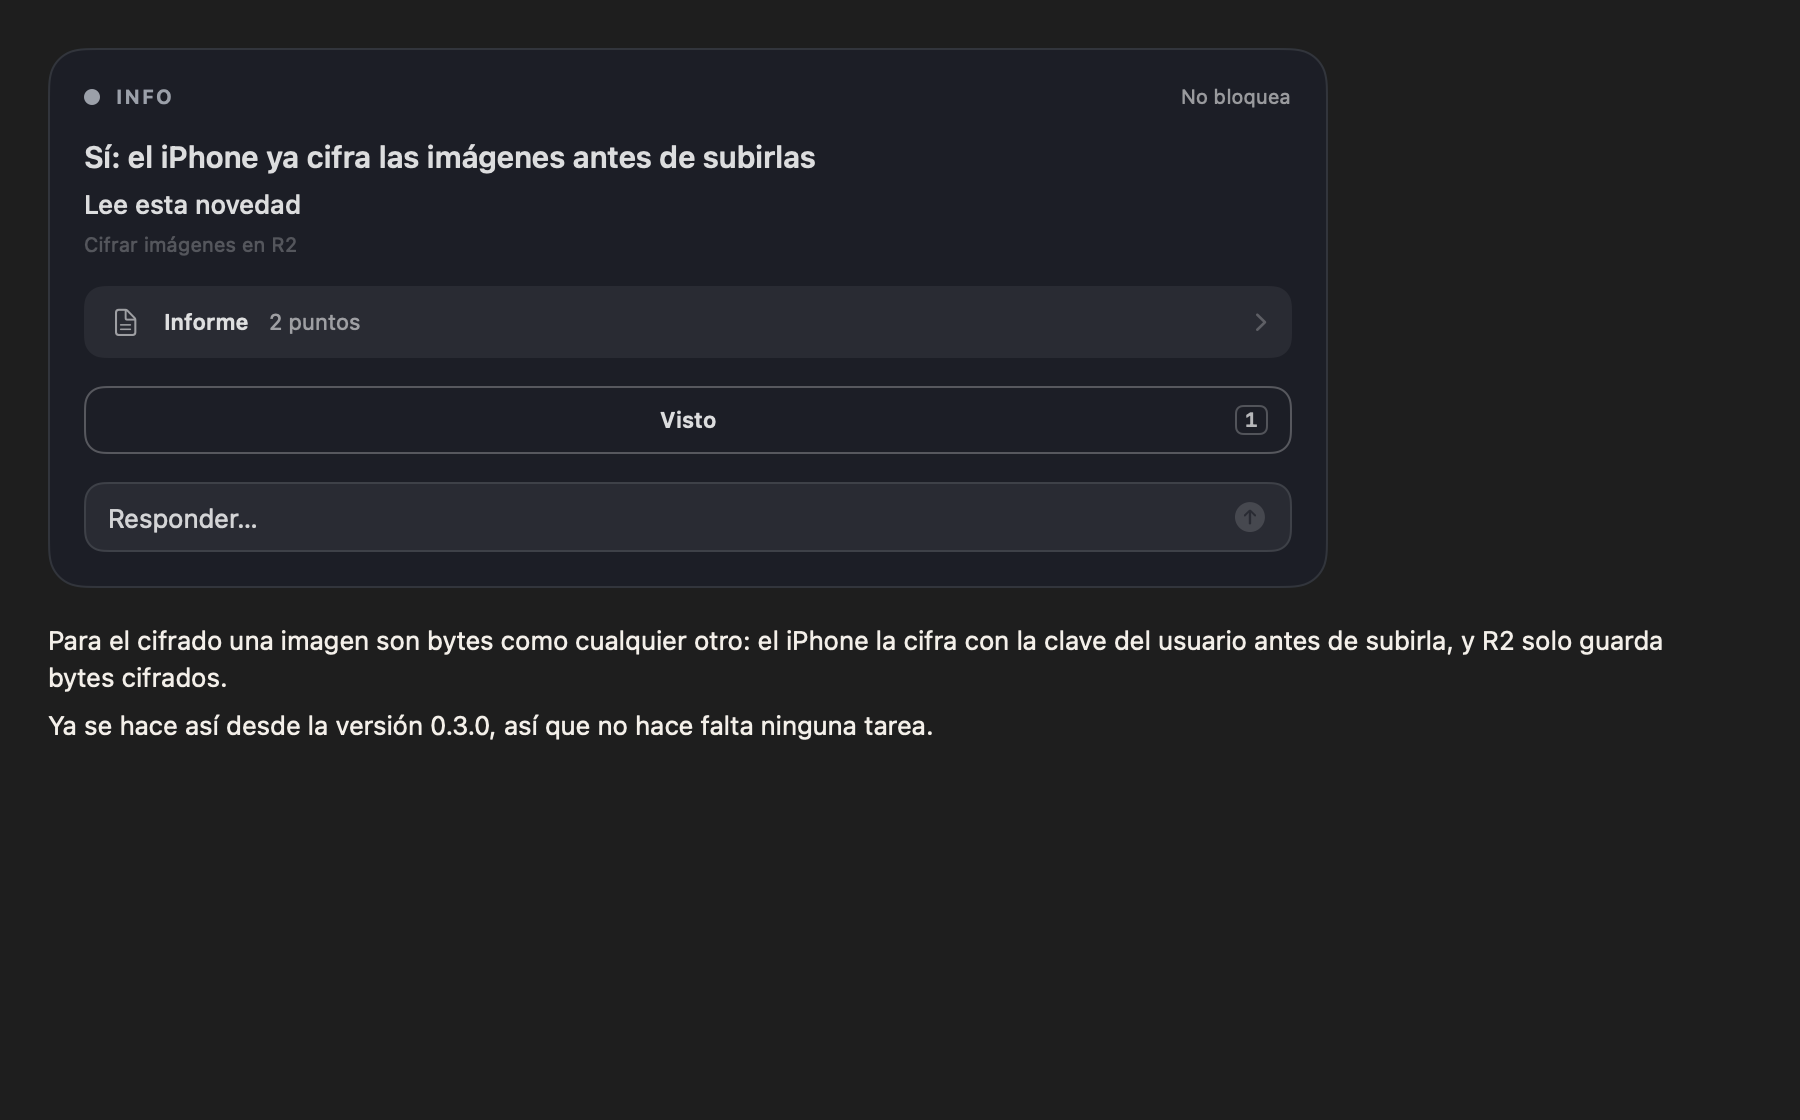 INFO
No bloquea
Sí: el iPhone ya cifra las imágenes antes de subirlas
Lee esta novedad
Cifrar imágenes en R2
Informe 2 puntos
Visto 1
Responder...
Para el cifrado una imagen son bytes como cualquier otro: el iPhone la cifra con la clave del usuario antes de subirla, y R2 solo guarda
bytes cifrados.
Ya se hace así desde la versión 0.3.0, así que no hace falta ninguna tarea.